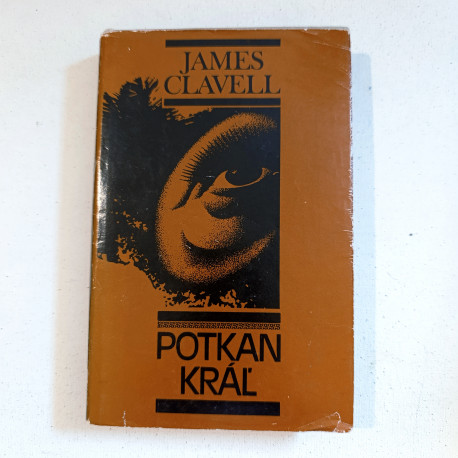 JAMES
CLAVELL
POTKAN
KRÁĽ